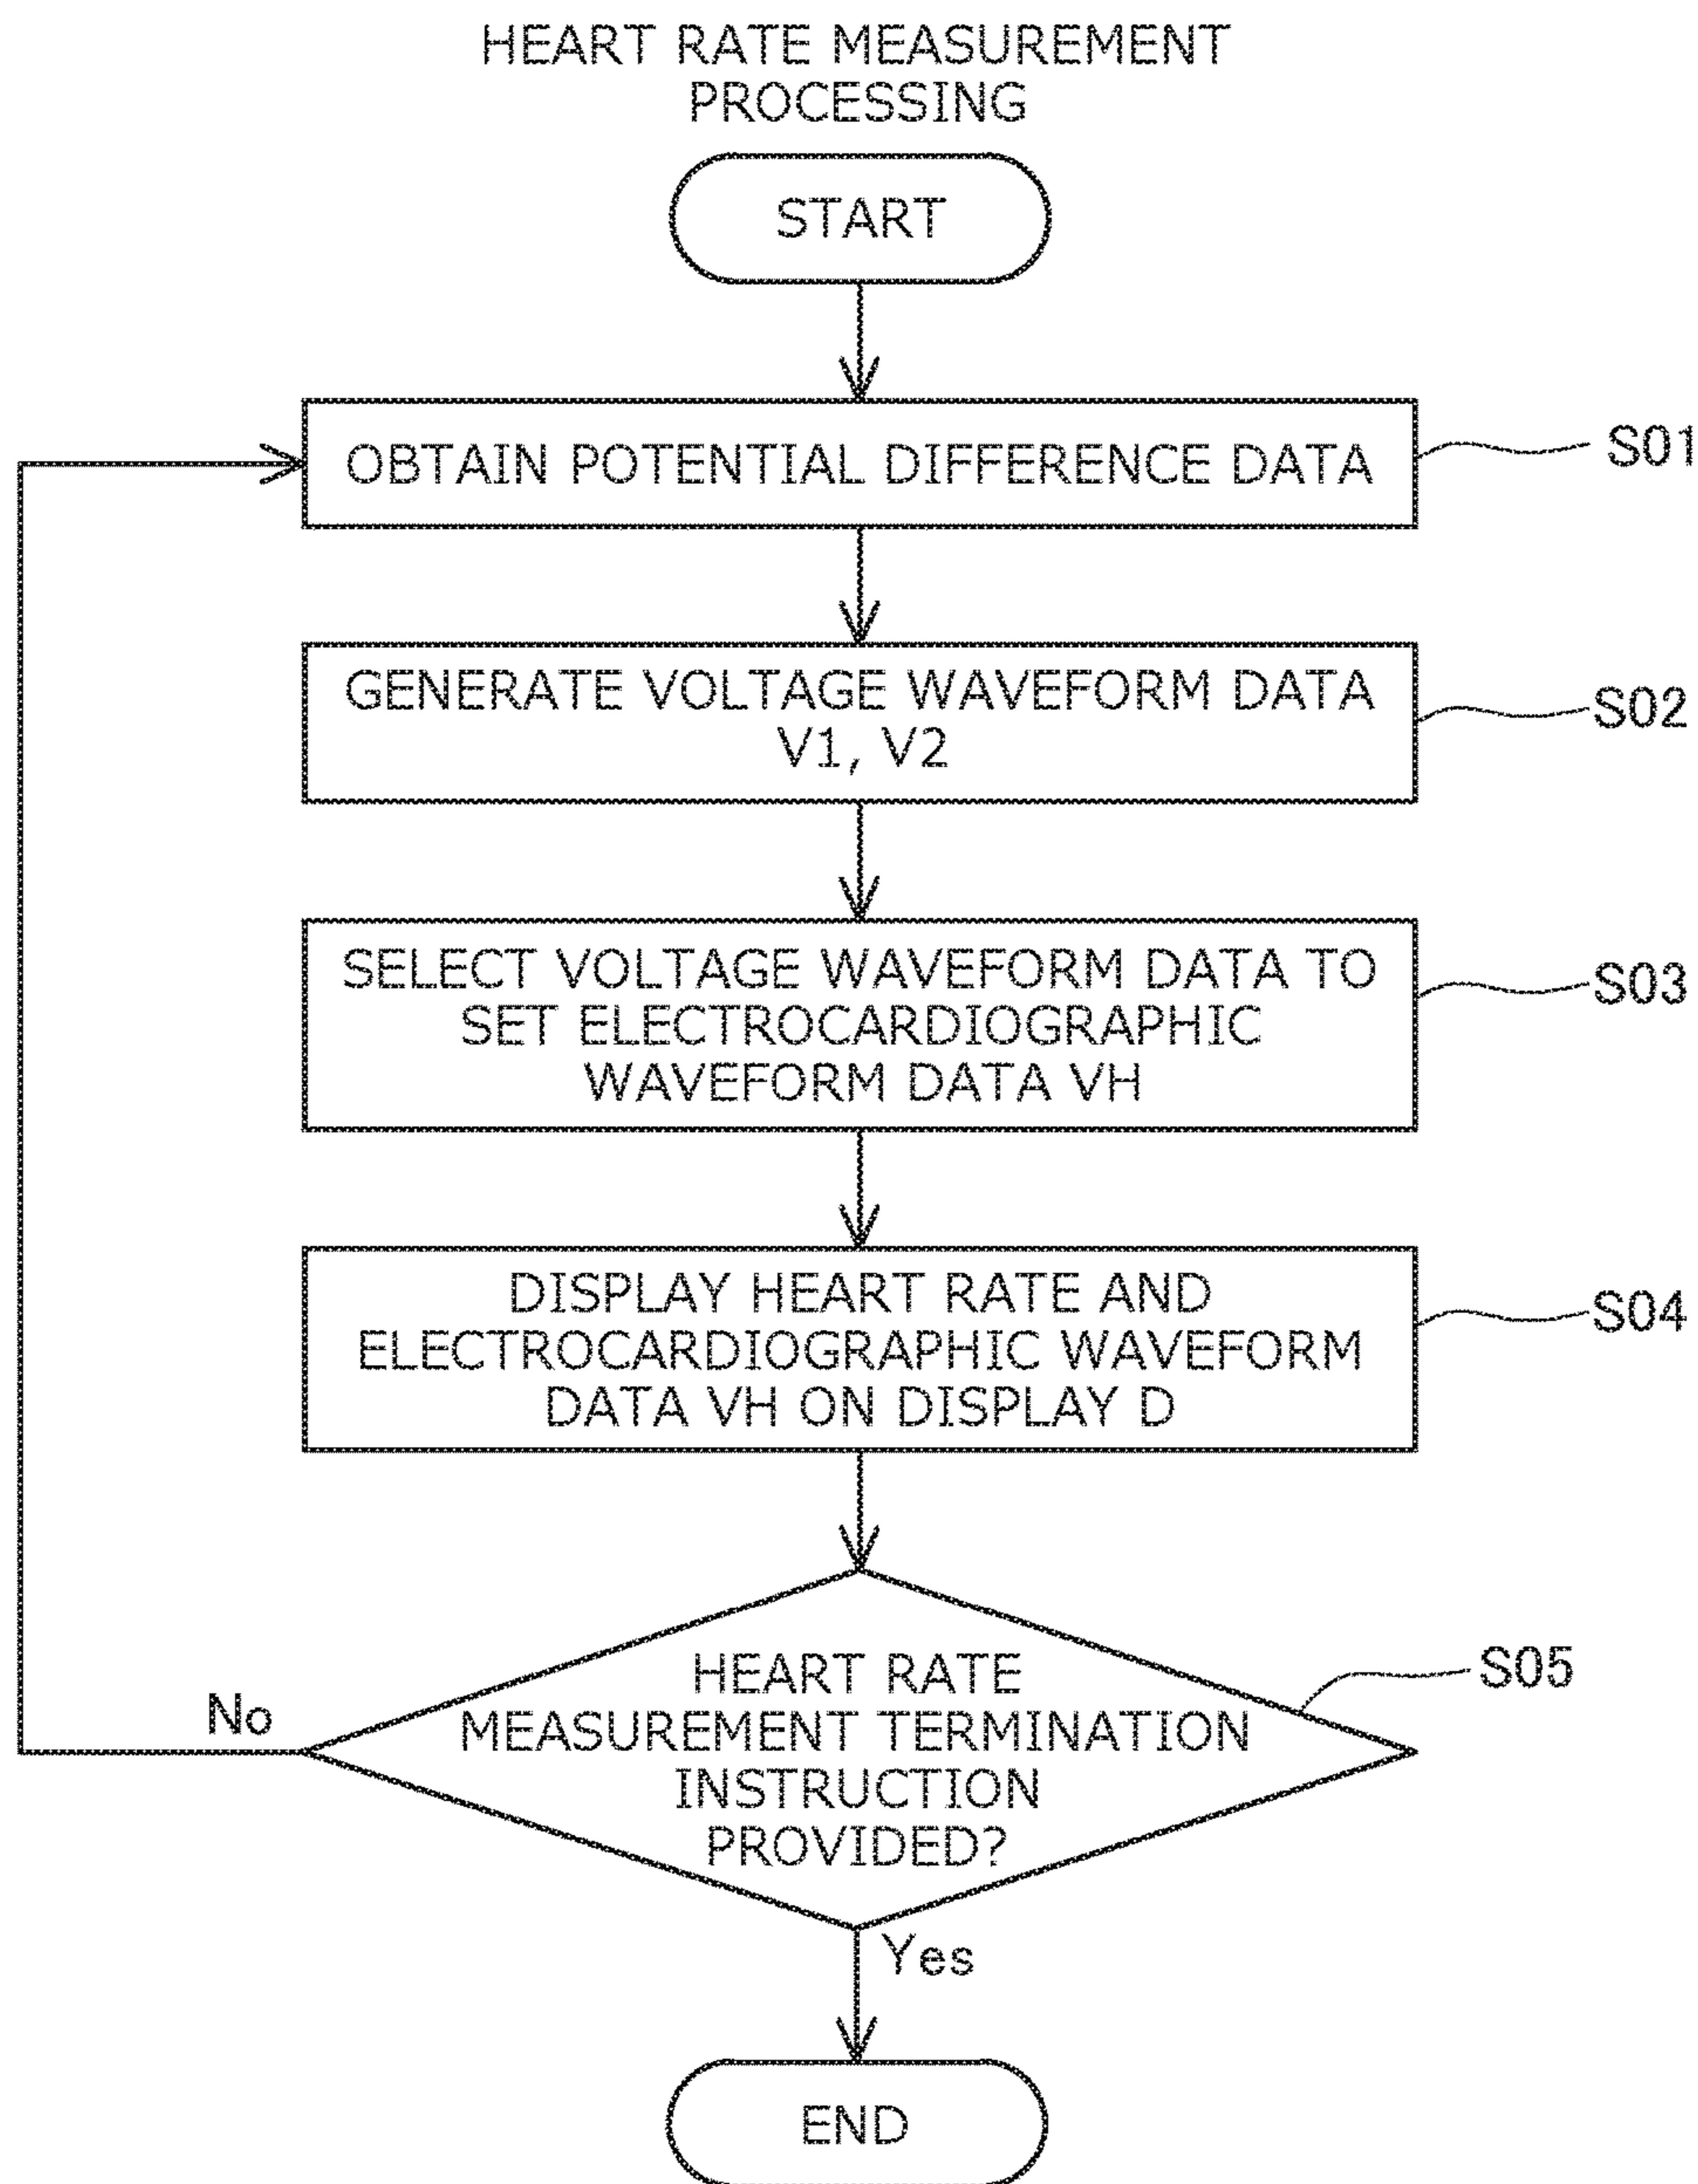 HEART RATE MEASUREMENT
PROCESSING
START
OBTAIN POTENTIAL DIFFERENCE DATA
S01
GENERATE VOLTAGE WAVEFORM DATA
V1, V2
S02
SELECT VOLTAGE WAVEFORM DATA TO
SET ELECTROCARDIOGRAPHIC
WAVEFORM DATA VH
S03
DISPLAY HEART RATE AND
ELECTROCARDIOGRAPHIC WAVEFORM
DATA VH ON DISPLAY D
S04
HEART RATE
MEASUREMENT TERMINATION
INSTRUCTION
PROVIDED?
S05
No
Yes
END